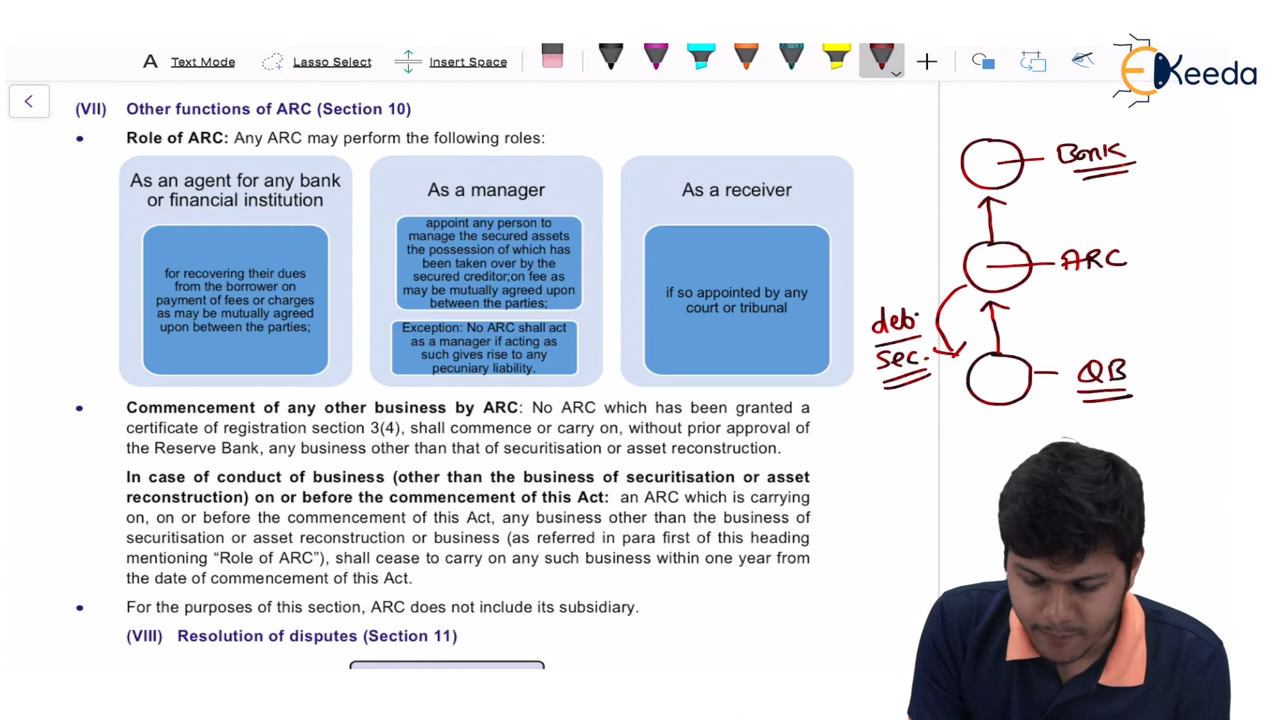 A Text Mode Lasso Select Insert Space
Keeda
(VII) Other functions of ARC (Section 10)
• Role of ARC: Any ARC may perform the following roles:
As an agent for any bank
or financial institution
for recovering their dues
from the borrower on
payment of fees or charges
as may be mutually agreed
upon between the parties;
As a manager
appoint any person to
manage the secured assets
the possession of which has
been taken over by the
secured creditor;on fee as
may be mutually agreed upon
between the parties;
Exception: No ARC shall act
as a manager if acting as
such gives rise to any
pecuniary liability.
As a receiver
if so appointed by any
court or tribunal
Bank
ARC
deb.
sec.
QB
• Commencement of any other business by ARC: No ARC which has been granted a
certificate of registration section 3(4), shall commence or carry on, without prior approval of
the Reserve Bank, any business other than that of securitisation or asset reconstruction.
In case of conduct of business (other than the business of securitisation or asset
reconstruction) on or before the commencement of this Act: an ARC which is carrying
on, on or before the commencement of this Act, any business other than the business of
securitisation or asset reconstruction or business (as referred in para first of this heading
mentioning “Role of ARC”), shall cease to carry on any such business within one year from
the date of commencement of this Act.
• For the purposes of this section, ARC does not include its subsidiary.
(VIII) Resolution of disputes (Section 11)